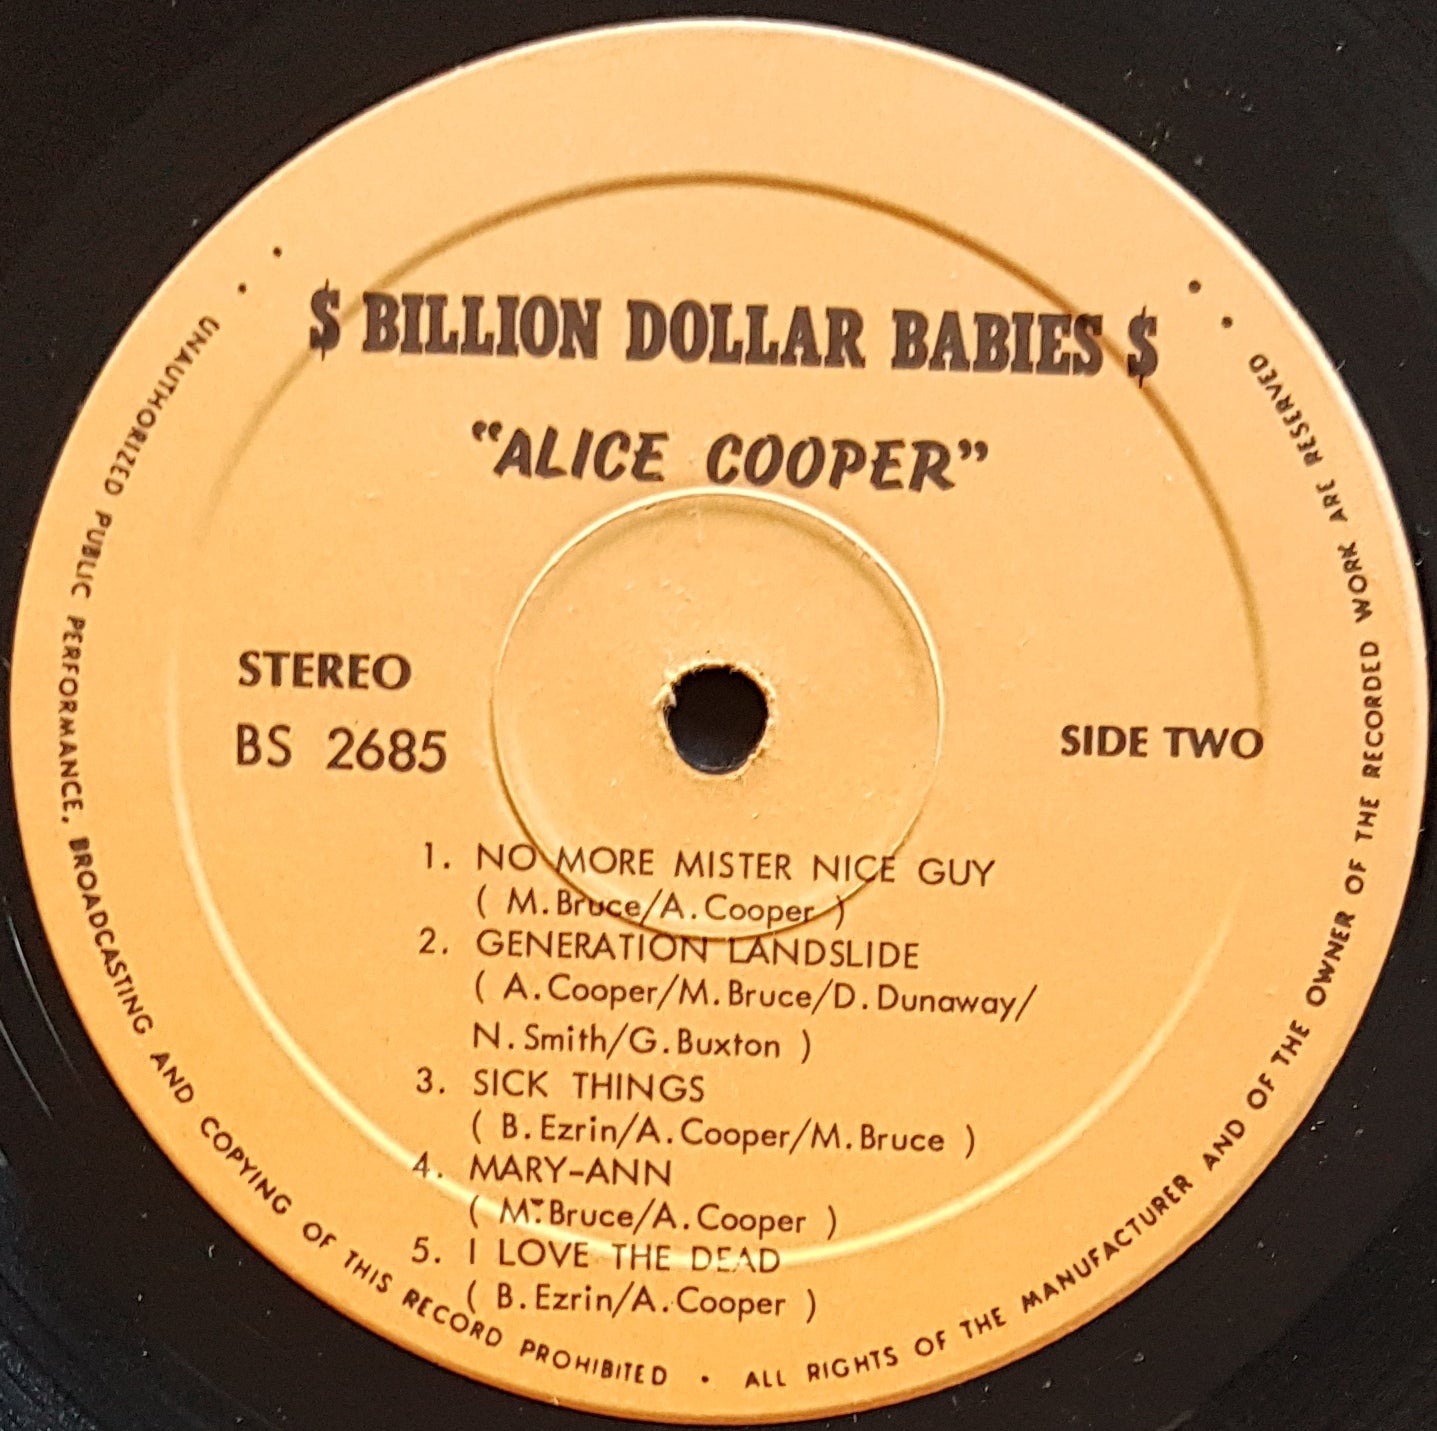 $ BILLION DOLLAR BABIES $
"ALICE COOPER"
STEREO
BS 2685
SIDE TWO
1. NO MORE MISTER NICE GUY
( M.Bruce/A.Cooper )
2. GENERATION LANDSLIDE
( A.Cooper/M.Bruce/D.Dunaway/
N.Smith/G.Buxton )
3. SICK THINGS
( B.Ezrin/A.Cooper/M.Bruce )
4. MARY-ANN
( M.Bruce/A.Cooper )
5. I LOVE THE DEAD
( B.Ezrin/A.Cooper )
UNAUTHORIZED PUBLIC PERFORMANCE, BROADCASTING AND COPYING OF THIS RECORD PROHIBITED • ALL RIGHTS OF THE MANUFACTURER AND OF THE OWNER OF THE RECORDED WORK ARE RESERVED